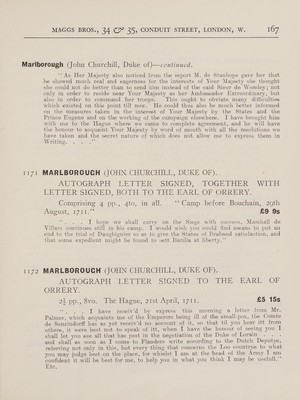 MAGGS BROS., 34 & 35, CONDUIT STREET, LONDON, W. 167
Marlborough (John Churchill, Duke of)—continued.
"As Her Majesty also noticed from the report M. de Stanhope gave her that
he showed much zeal and eagerness for the interests of Your Majesty she thought
she could not do better than to send him instead of the said Sieur de Wonsley; not
only in order to reside near Your Majesty as her Ambassador Extraordinary, but
also in order to command her troops. This ought to obviate many difficulties
which existed on this point till now. He could thus also be much better informed
on the measures taken in the interest of Your Majesty by the States and the
Prince Eugene and on the working of the campaign elsewhere. I have brought him
with me to the Hague where we came to complete agreement, and he will have
the honour to acquaint Your Majesty by word of mouth with all the resolutions we
have taken and the secret nature of which does not allow me to express them in
Writing. . . ."
1171 MARLBOROUGH (JOHN CHURCHILL, DUKE OF).
AUTOGRAPH LETTER SIGNED, TOGETHER WITH
LETTER SIGNED, BOTH TO THE EARL OF ORRERY.
Comprising 4 pp., 4to, in all. "Camp before Bouchain, 29th
August, 1711." £9 9s
". . . I hope we shall carry on the Siege with success, Mareschall de
Villars continues still in his camp. I would wish you could find means to put an
end to the trial of Daughiguier so as to give the States of Brabend satisfaction, and
that some expedient might be found to sett Basilia at liberty."
1172 MARLBOROUGH (JOHN CHURCHILL, DUKE OF).
AUTOGRAPH LETTER SIGNED TO THE EARL OF
ORRERY.
2½ pp., 8vo. The Hague, 21st April, 1711. £5 15s
". . . I have receiv'd by express this morning a letter from Mr.
Palmer, which acquaints me of the Emperors being ill of the small-pox, the Comte
de Senzindorff has as yet receiv'd no account of it, so that til you hear itt from
others, it were best not to speak of itt, when I have the honour of seeing you I
shall let you see all that has past in the negotiation of the Duke of Lorain . . .
and shall as soon as I come to Flanders write according to the Dutch Deputys,
referring not only in this, but every thing that concerns the Loo countrys to what
you may judge best on the place, for whielst I am at the head of the Army I am
confident it will be best for me, to help you in what you think I may be usefull."
Etc.